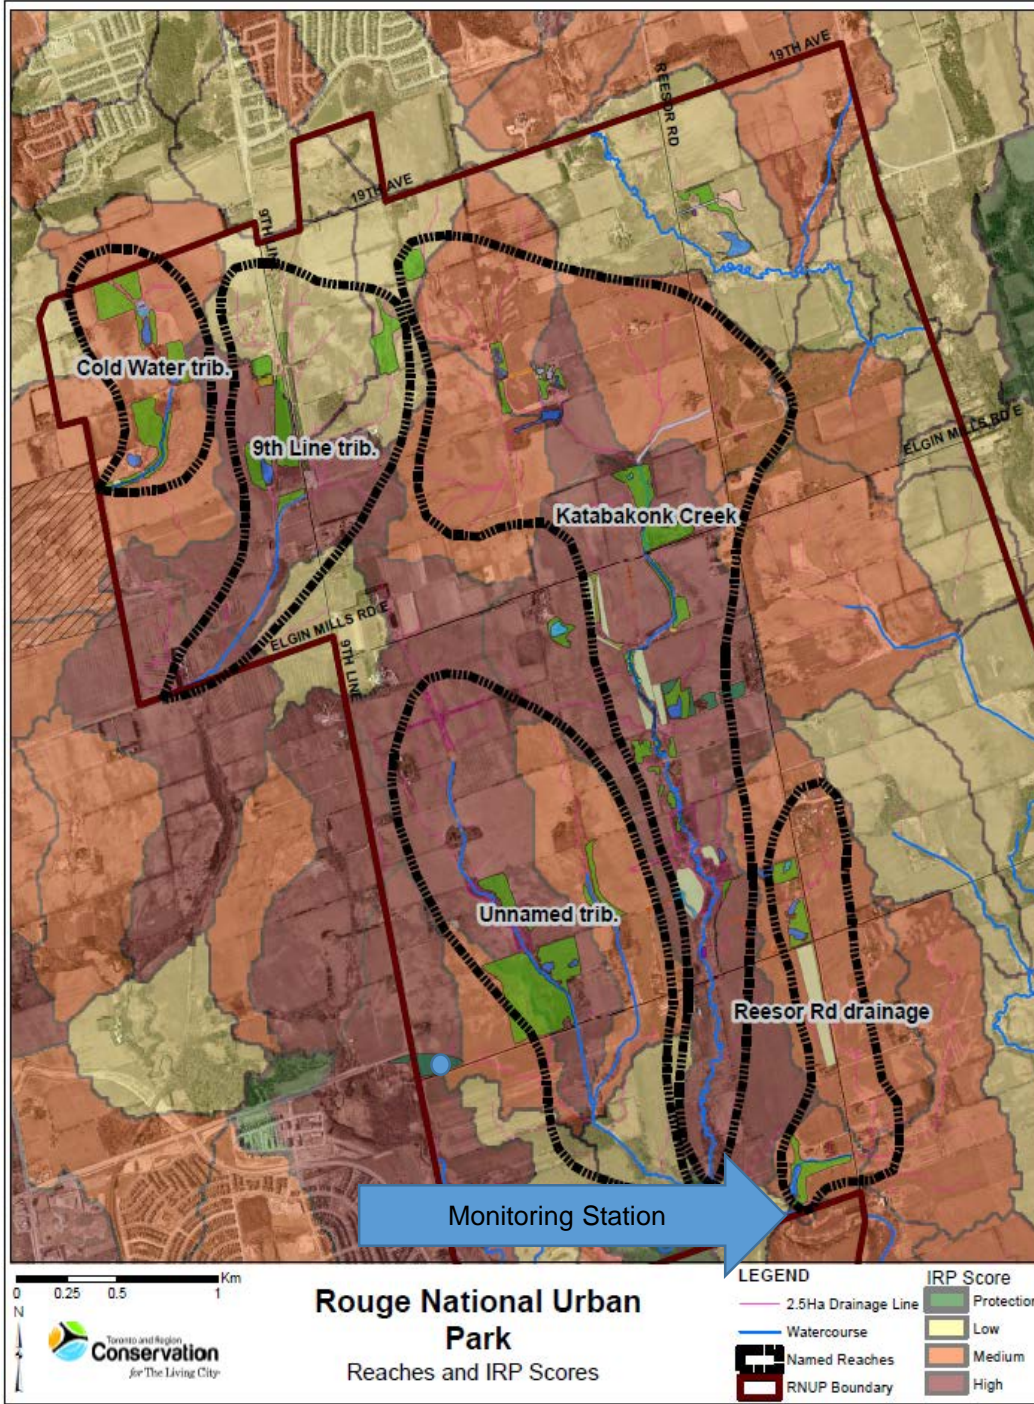 19TH AVE
REESOR RD
19TH AVE
9TH LIN
Cold Water trib.
9th Line trib.
ELGIN MILLS RD E
Katabakonk Creek
ELGIN MILLS RD E
9TH LINE
Unnamed trib.
Reesor Rd drainage
Monitoring Station
Km
0 0.25 0.5 1
N
Toronto and Region
Conservation
for The Living City
Rouge National Urban
Park
Reaches and IRP Scores
LEGEND
2.5Ha Drainage Line
Watercourse
Named Reaches
RNUP Boundary
IRP Score
Protection
Low
Medium
High